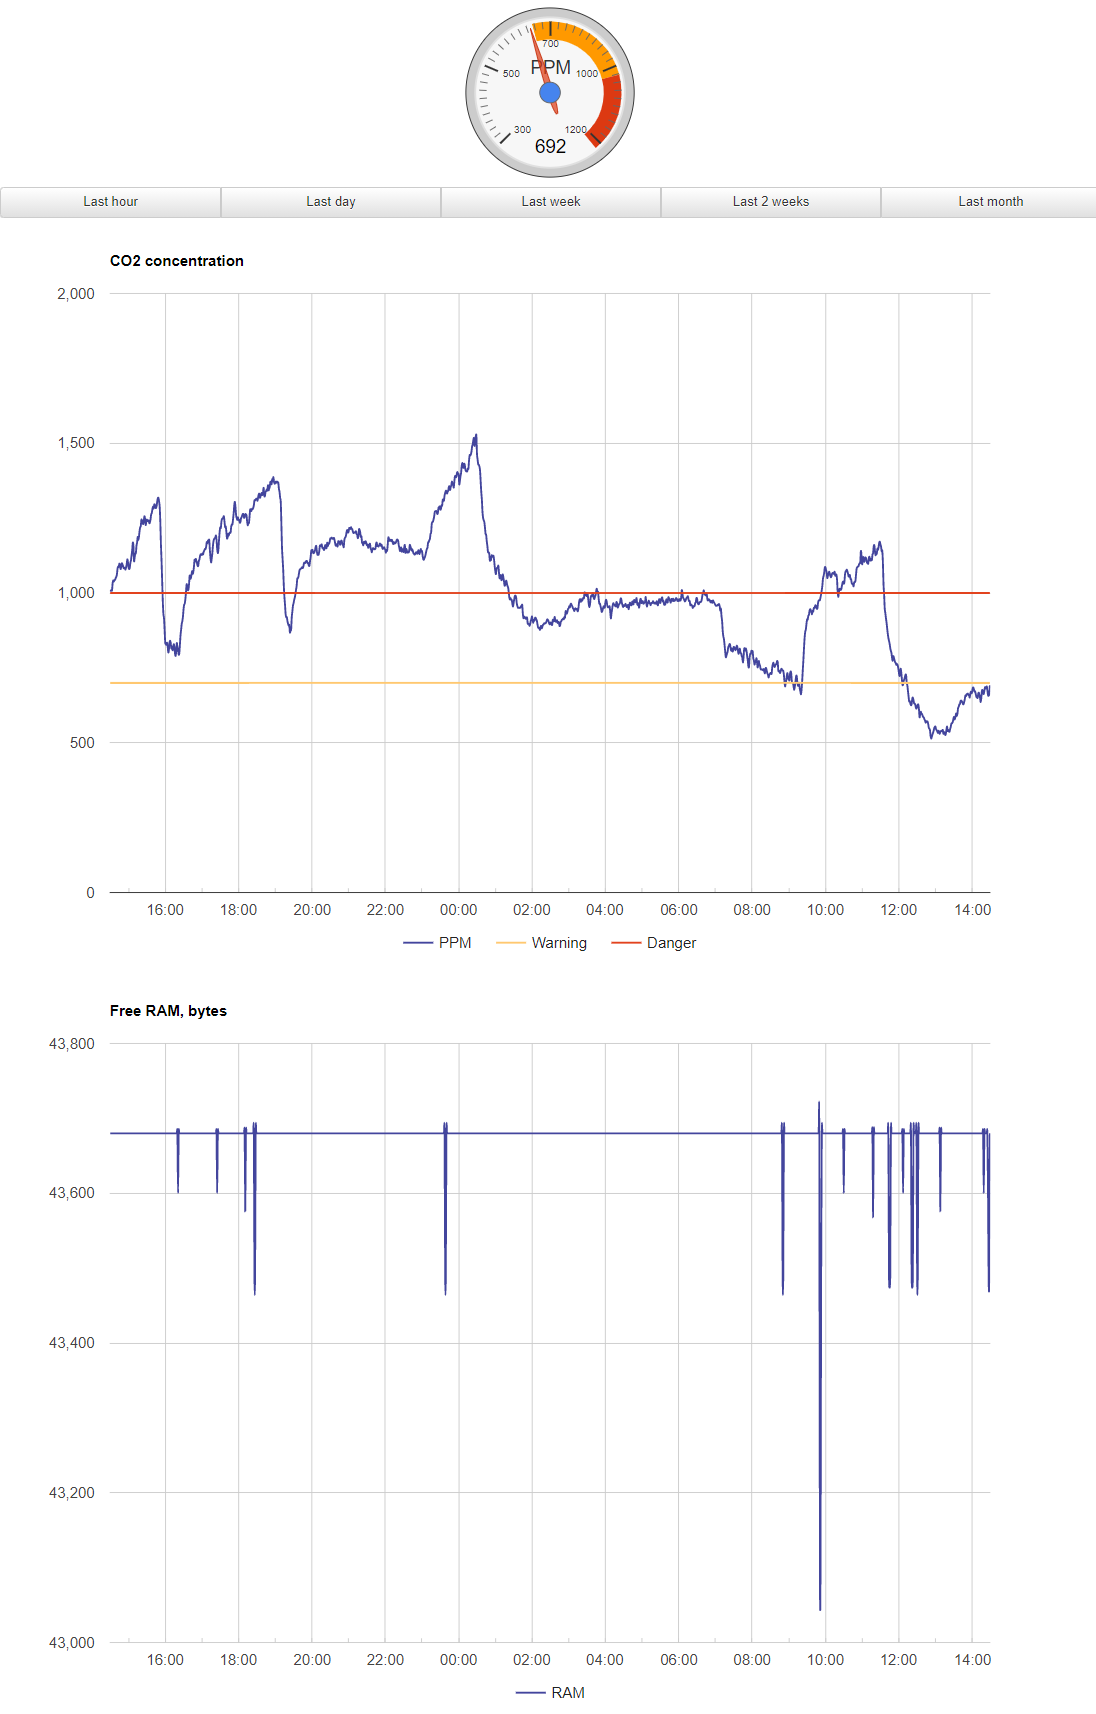 700
PPM
500
1000
300
1200
692
Last hour Last day Last week Last 2 weeks Last month
CO2 concentration
2,000
1,500
1,000
500
0
16:00 18:00 20:00 22:00 00:00 02:00 04:00 06:00 08:00 10:00 12:00 14:00
PPM Warning Danger
Free RAM, bytes
43,800
43,600
43,400
43,200
43,000
16:00 18:00 20:00 22:00 00:00 02:00 04:00 06:00 08:00 10:00 12:00 14:00
RAM